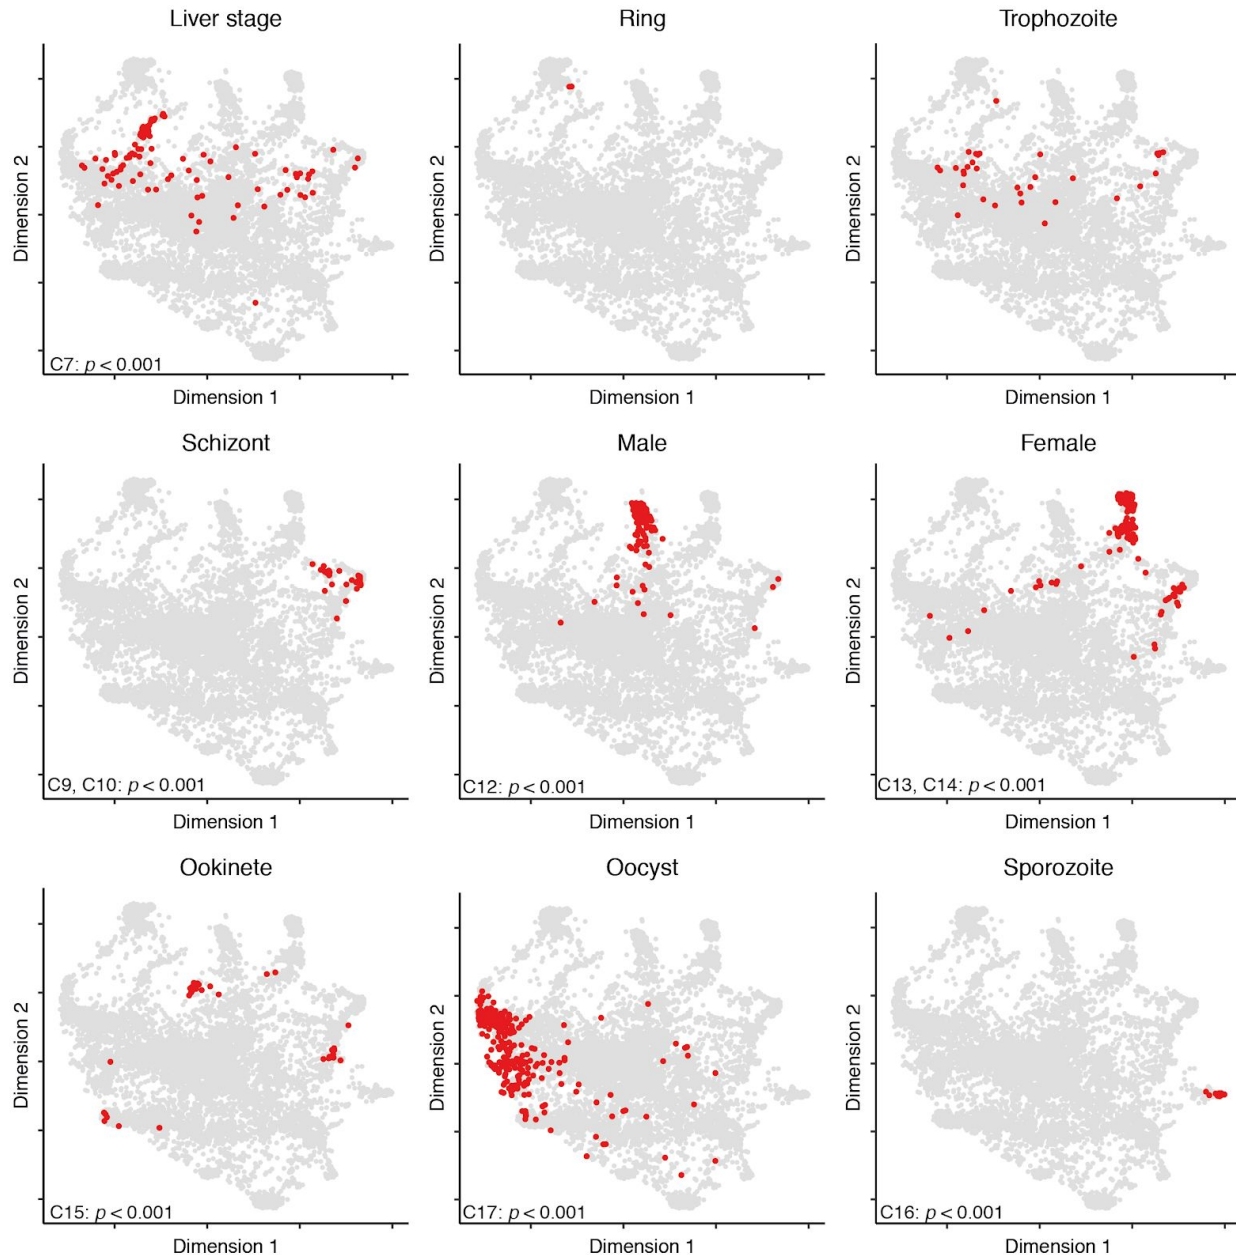 Liver stage
Ring
Trophozoite
Dimension 2
Dimension 2
Dimension 2
C7: p < 0.001
Dimension 1
Dimension 1
Dimension 1
Schizont
Male
Female
Dimension 2
Dimension 2
Dimension 2
C9, C10: p < 0.001
C12: p < 0.001
C13, C14: p < 0.001
Dimension 1
Dimension 1
Dimension 1
Ookinete
Oocyst
Sporozoite
Dimension 2
Dimension 2
Dimension 2
C15: p < 0.001
C17: p < 0.001
C16: p < 0.001
Dimension 1
Dimension 1
Dimension 1